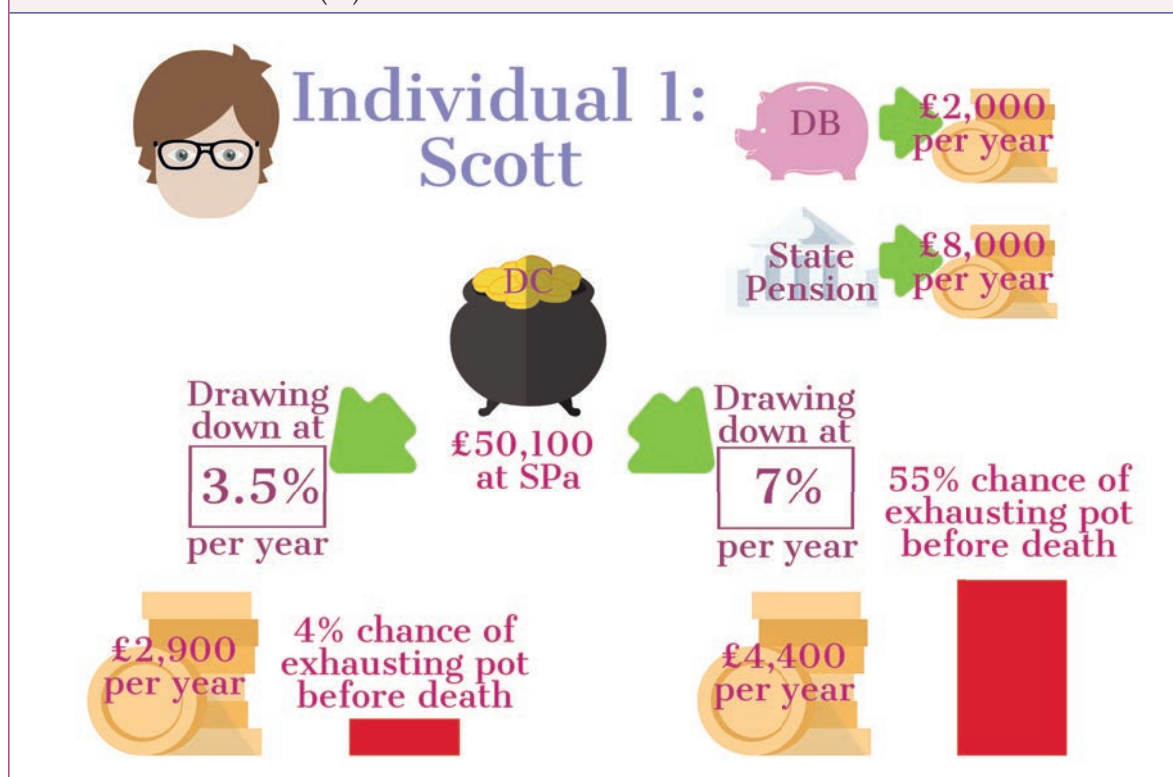 Individual 1:
Scott
DB
£2,000
per year
State
Pension
£8,000
per year
DC
£50,100
at SPa
Drawing
down at
3.5%
per year
£2,900
per year
4% chance of
exhausting pot
before death
Drawing
down at
7%
per year
£4,400
per year
55% chance of
exhausting pot
before death